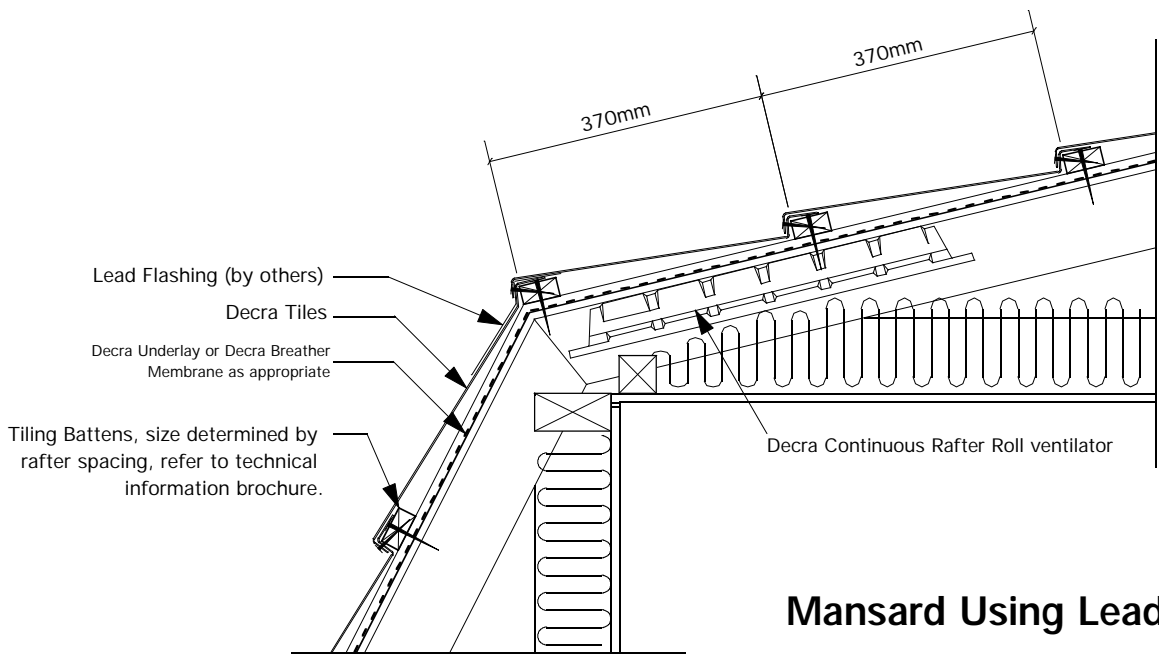 370mm
370mm
Lead Flashing (by others)
Decra Tiles
Decra Underlay or Decra Breather
Membrane as appropriate
Tiling Battens, size determined by
rafter spacing, refer to technical
information brochure.
Decra Continuous Rafter Roll ventilator
Mansard Using Lead